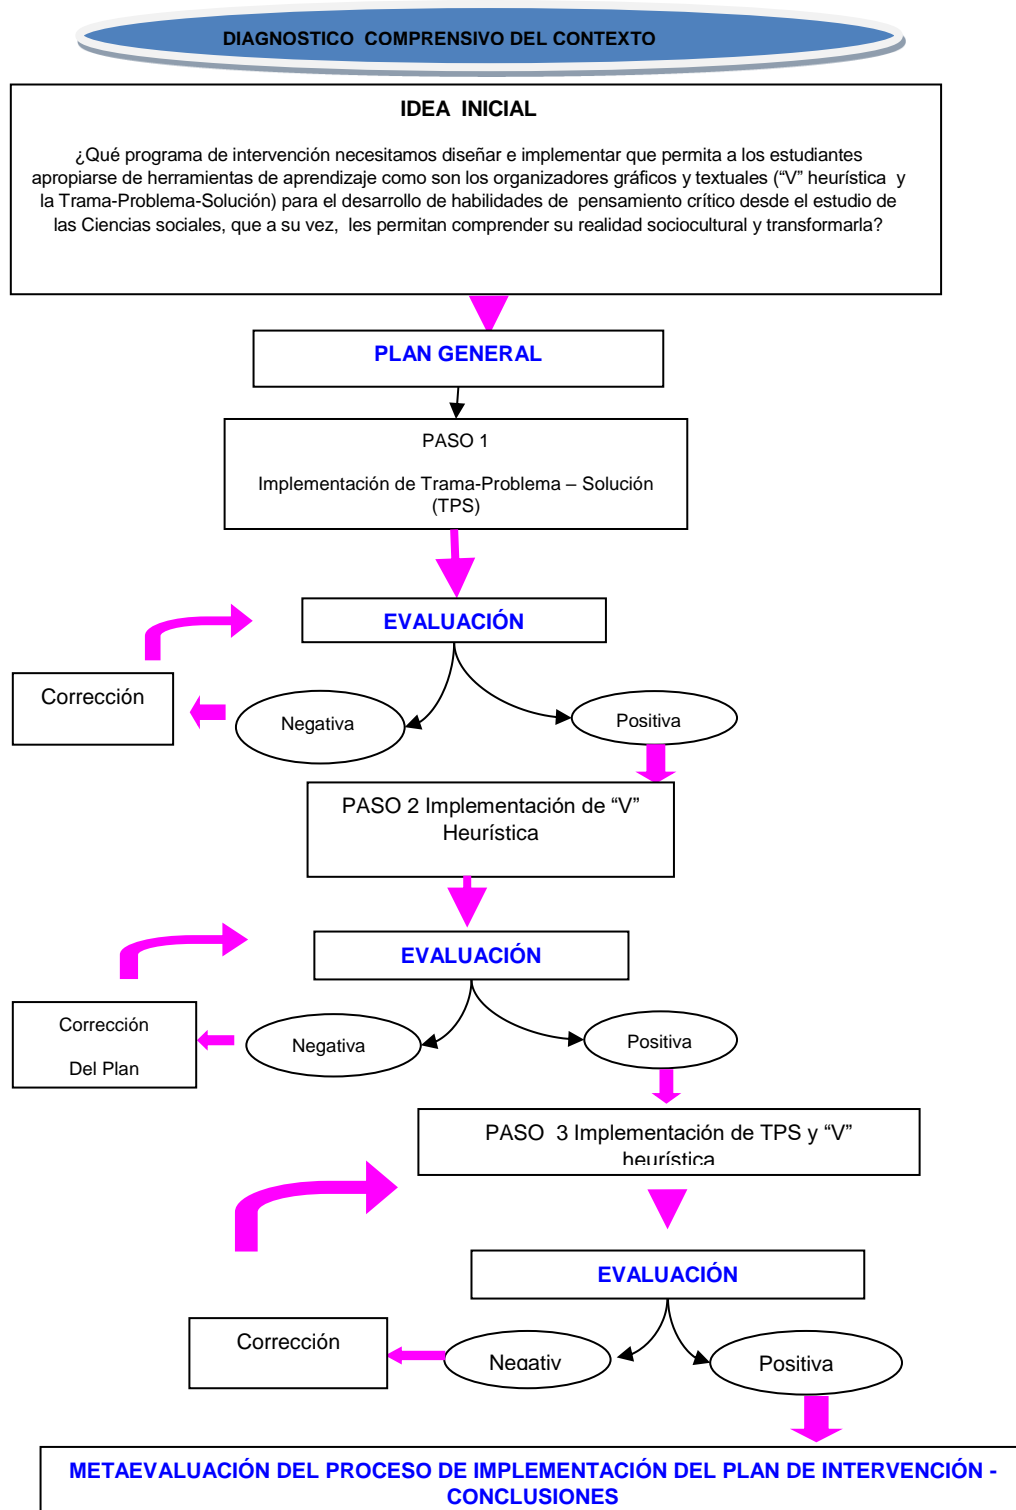 DIAGNOSTICO COMPRENSIVO DEL CONTEXTO
IDEA INICIAL
¿Qué programa de intervención necesitamos diseñar e implementar que permita a los estudiantes
apropiarse de herramientas de aprendizaje como son los organizadores gráficos y textuales (“V” heurística y
la Trama-Problema-Solución) para el desarrollo de habilidades de pensamiento crítico desde el estudio de
las Ciencias sociales, que a su vez, les permitan comprender su realidad sociocultural y transformarla?
PLAN GENERAL
PASO 1
Implementación de Trama-Problema – Solución
(TPS)
EVALUACIÓN
Corrección
Negativa
Positiva
PASO 2 Implementación de “V”
Heurística
EVALUACIÓN
Corrección
Del Plan
Negativa
Positiva
PASO 3 Implementación de TPS y “V”
heurística
EVALUACIÓN
Corrección
Negativ
Positiva
METAEVALUACIÓN DEL PROCESO DE IMPLEMENTACIÓN DEL PLAN DE INTERVENCIÓN -
CONCLUSIONES